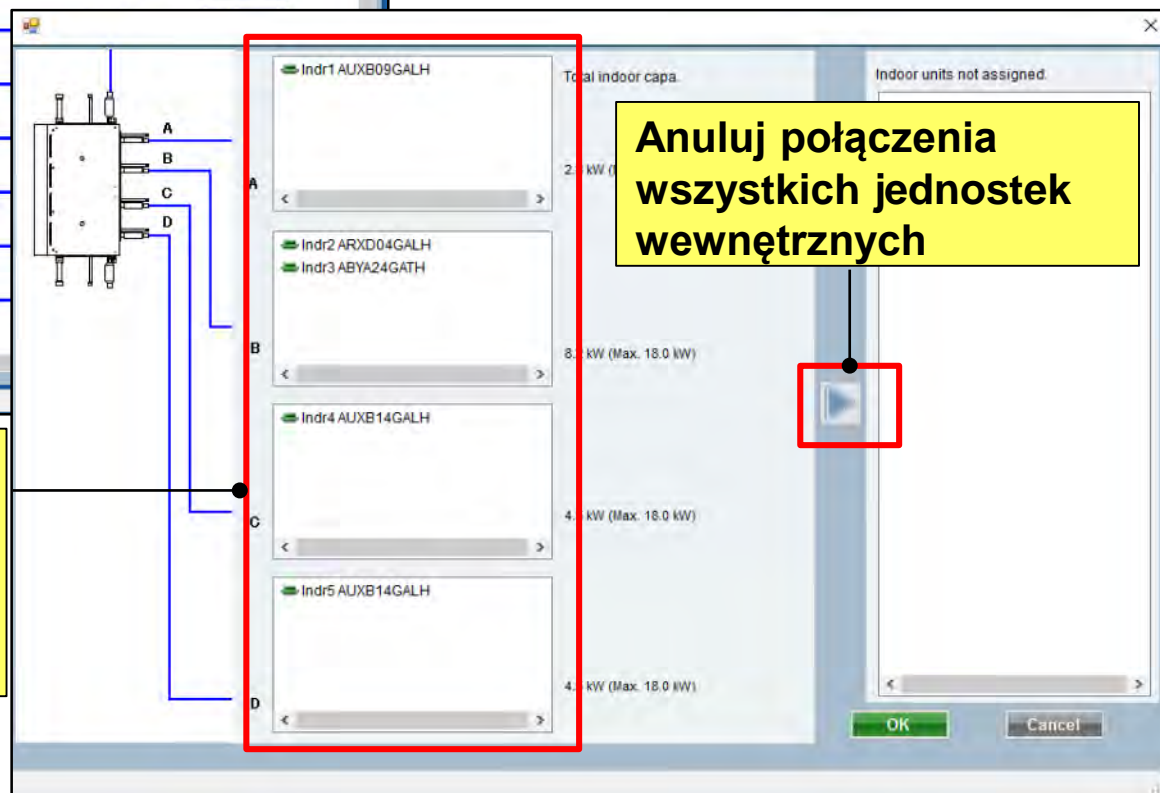 Indr1 AUXB09GALH
Total indoor capa.
Indoor units not assigned.
A
B
C
D
A
Anuluj połączenia
wszystkich jednostek
wewnętrznych
Indr2 ARXD04GALH
Indr3 ABYA24GATH
B
kW (Max. 18.0 kW)
Indr4 AUXB14GALH
C
kW (Max. 18.0 kW)
Indr5 AUXB14GALH
D
kW (Max. 18.0 kW)
OK
Cancel